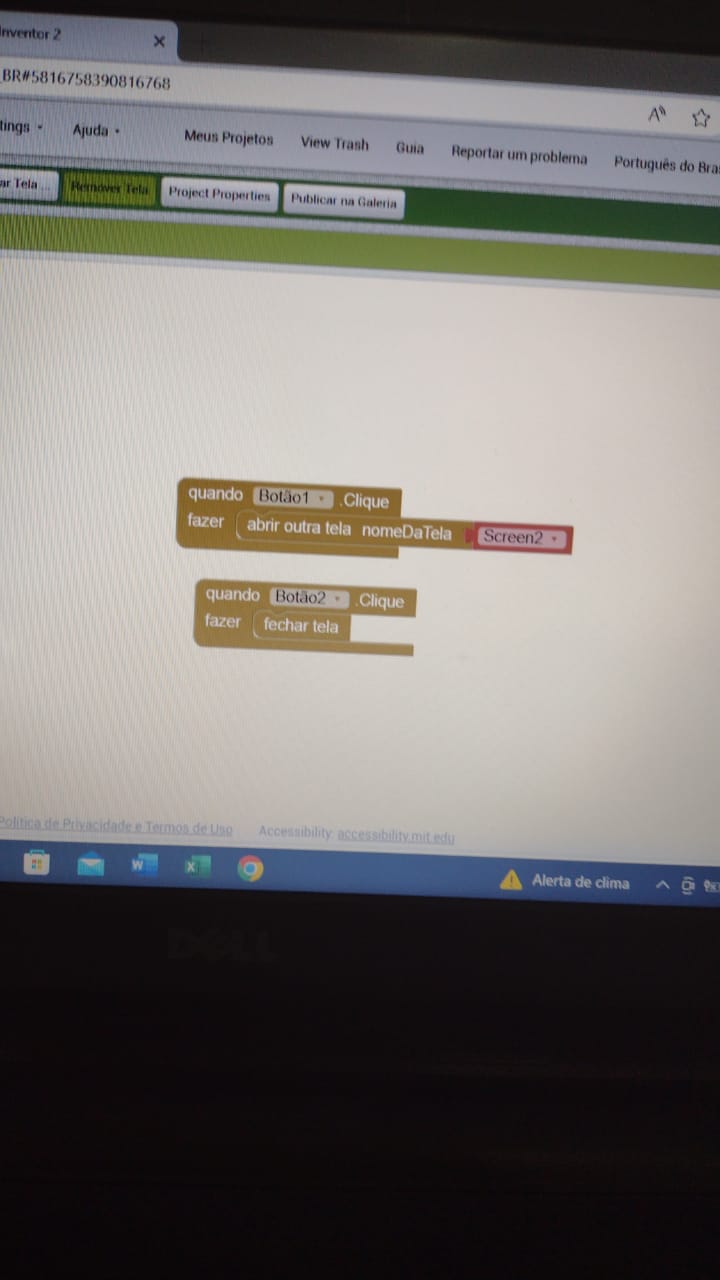 Inventor 2
BR#5816758390816768
tings Ajuda Meus Projetos View Trash Guia Reportar um problema Português do Bra
ar Tela ... Remover Tela Project Properties Publicar na Galeria
quando Botão1 .Clique
fazer abrir outra tela nomeDaTela Screen2
quando Botão2 .Clique
fazer fechar tela
Política de Privacidade e Termos de Uso Accessibility: accessibility.mit.edu
Alerta de clima
DELL